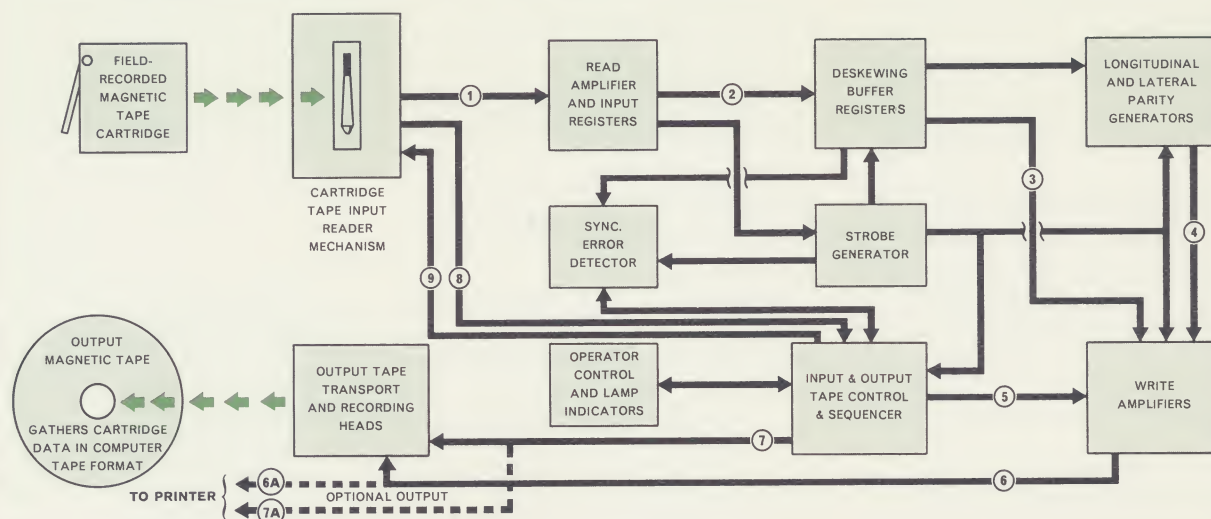 FIELD-
RECORDED
MAGNETIC
TAPE
CARTRIDGE
CARTRIDGE
TAPE INPUT
READER
MECHANISM
1
READ
AMPLIFIER
AND INPUT
REGISTERS
2
DESKEWING
BUFFER
REGISTERS
LONGITUDINAL
AND LATERAL
PARITY
GENERATORS
3
4
SYNC.
ERROR
DETECTOR
STROBE
GENERATOR
9
8
OUTPUT
MAGNETIC TAPE
GATHERS CARTRIDGE
DATA IN COMPUTER
TAPE FORMAT
OUTPUT TAPE
TRANSPORT
AND RECORDING
HEADS
OPERATOR
CONTROL
AND LAMP
INDICATORS
INPUT & OUTPUT
TAPE CONTROL
& SEQUENCER
5
WRITE
AMPLIFIERS
7
6
6A
TO PRINTER
OPTIONAL OUTPUT
7A